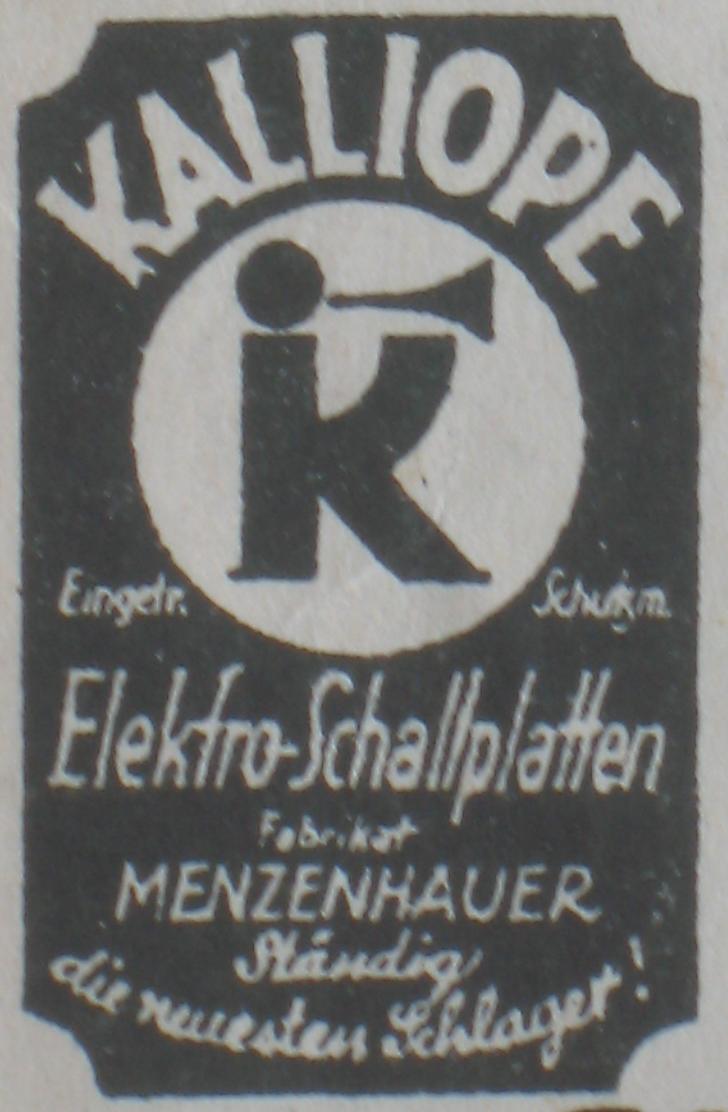 KALLIOPE
K
Eingetr. Schutzm.
Elektro-Schallplatten
Fabrikat
MENZENHAUER
Ständig
die neuesten Schlager!